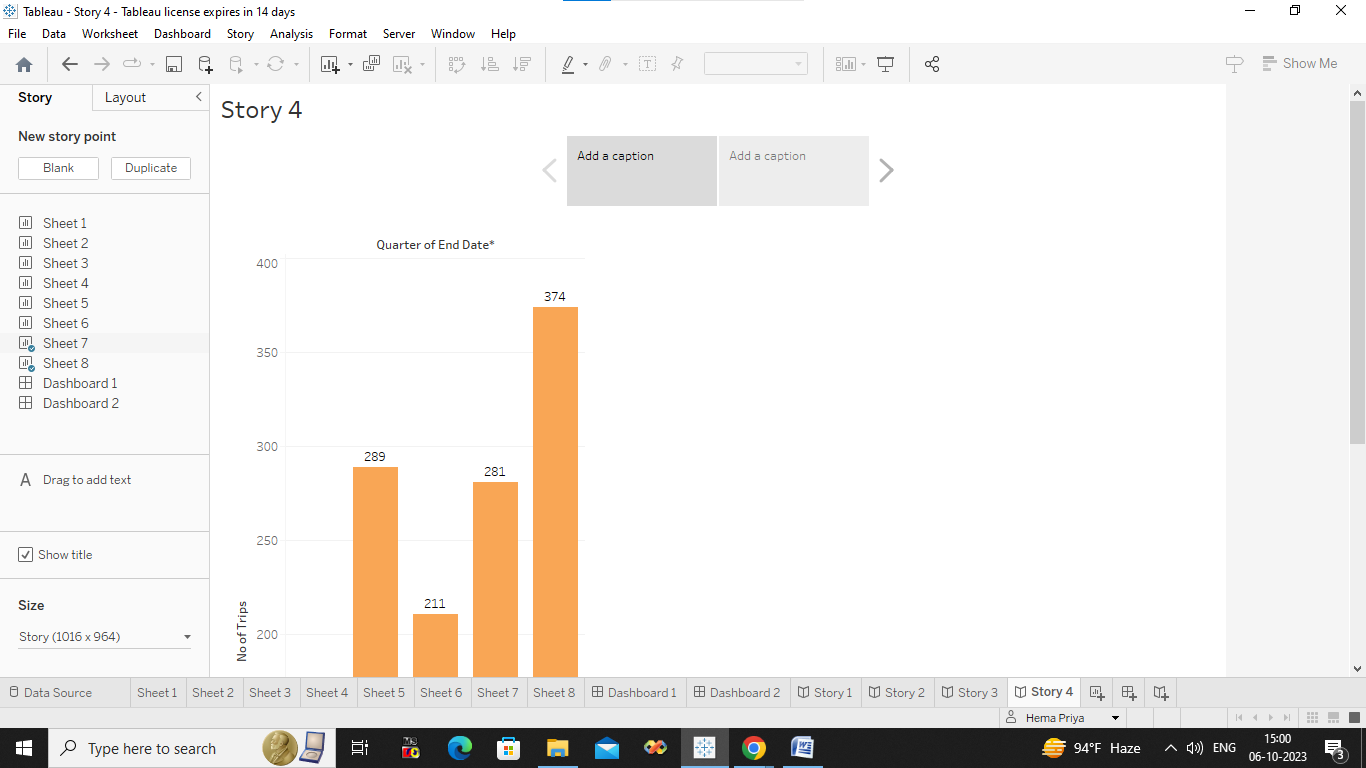 Tableau - Story 4 - Tableau license expires in 14 days
File Data Worksheet Dashboard Story Analysis Format Server Window Help
Show Me
Story Layout
New story point
Blank Duplicate
Sheet 1
Sheet 2
Sheet 3
Sheet 4
Sheet 5
Sheet 6
Sheet 7
Sheet 8
Dashboard 1
Dashboard 2
A Drag to add text
Show title
Size
Story (1016 x 964)
Story 4
Add a caption Add a caption
Quarter of End Date*
400
374
350
300
289
281
250
211
200
No of Trips
Data Source Sheet 1 Sheet 2 Sheet 3 Sheet 4 Sheet 5 Sheet 6 Sheet 7 Sheet 8 Dashboard 1 Dashboard 2 Story 1 Story 2 Story 3 Story 4
Hema Priya
Type here to search
94°F Haze
ENG
15:00
06-10-2023
3